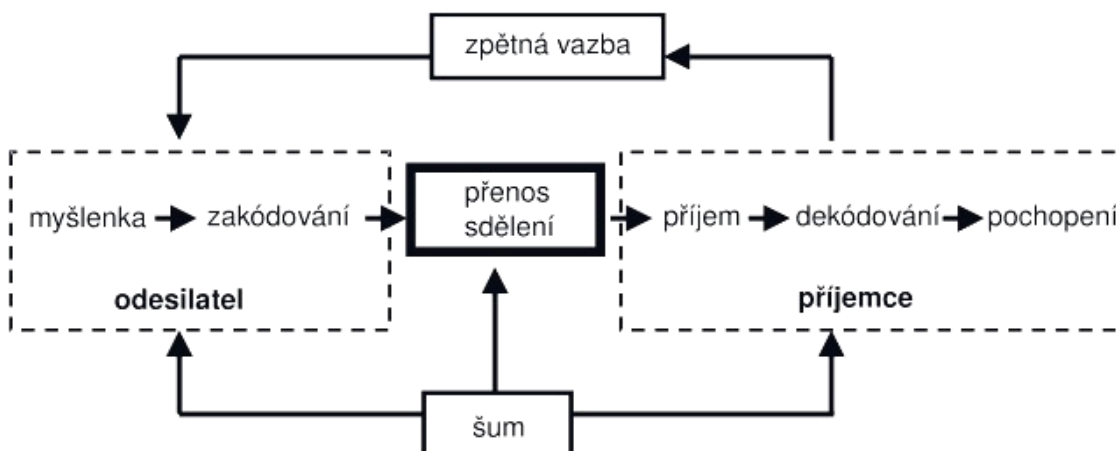 zpětná vazba
myšlenka
zakódování
přenos
sdělení
příjem
dekódování
pochopení
odesilatel
příjemce
šum